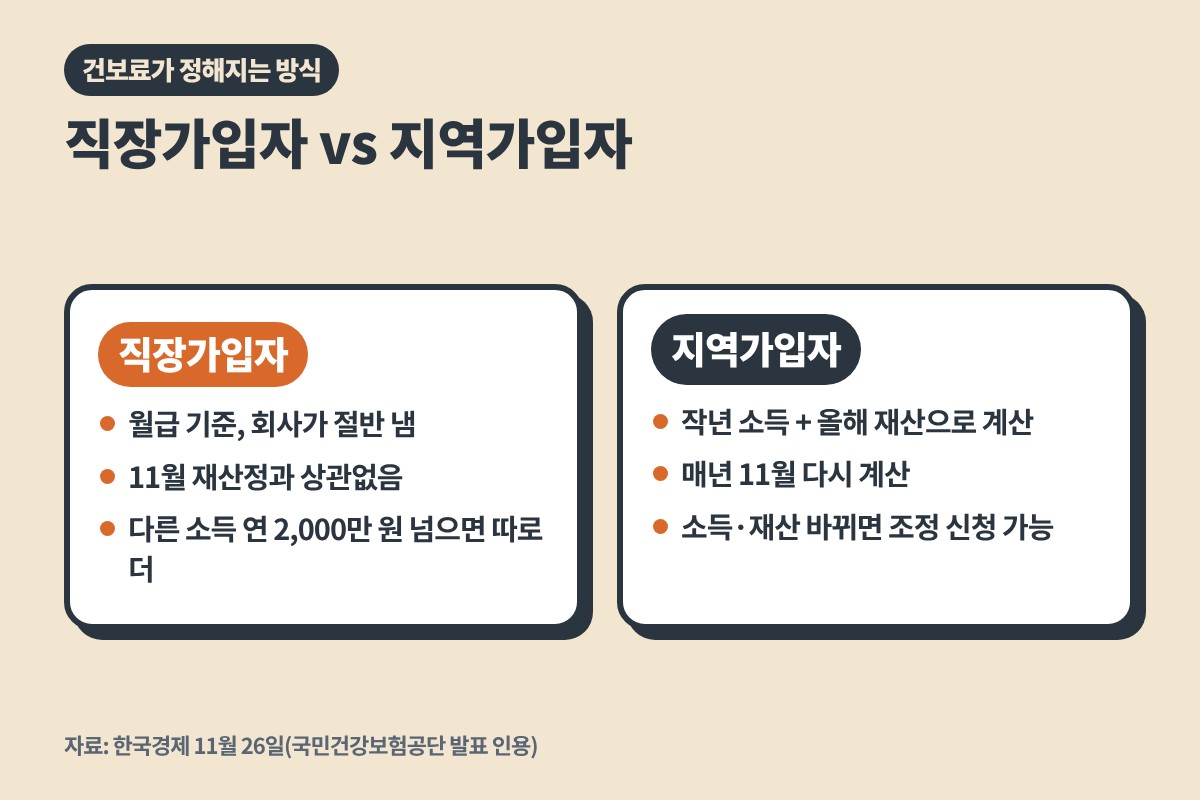 건보료가 정해지는 방식
직장가입자 vs 지역가입자
직장가입자
월급 기준, 회사가 절반 냄
11월 재산정과 상관없음
다른 소득 연 2,000만 원 넘으면 따로
더
지역가입자
작년 소득 + 올해 재산으로 계산
매년 11월 다시 계산
소득·재산 바뀌면 조정 신청 가능
자료: 한국경제 11월 26일(국민건강보험공단 발표 인용)